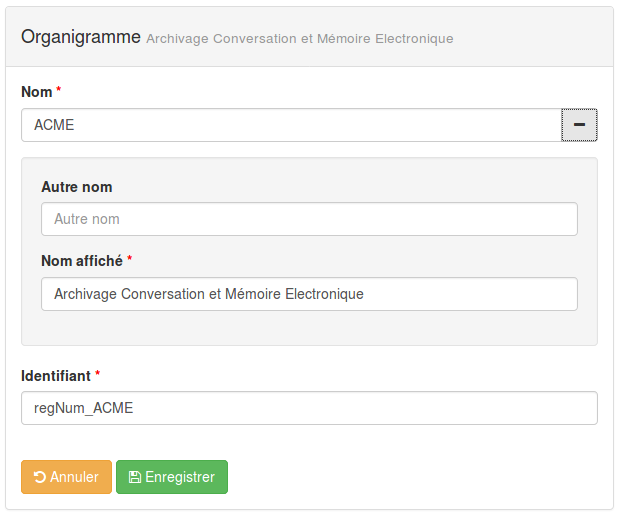 Organigramme Archivage Conversation et Mémoire Electronique
Nom *
ACME
Autre nom
Autre nom
Nom affiché *
Archivage Conversation et Mémoire Electronique
Identifiant *
regNum_ACME
Annuler Enregistrer